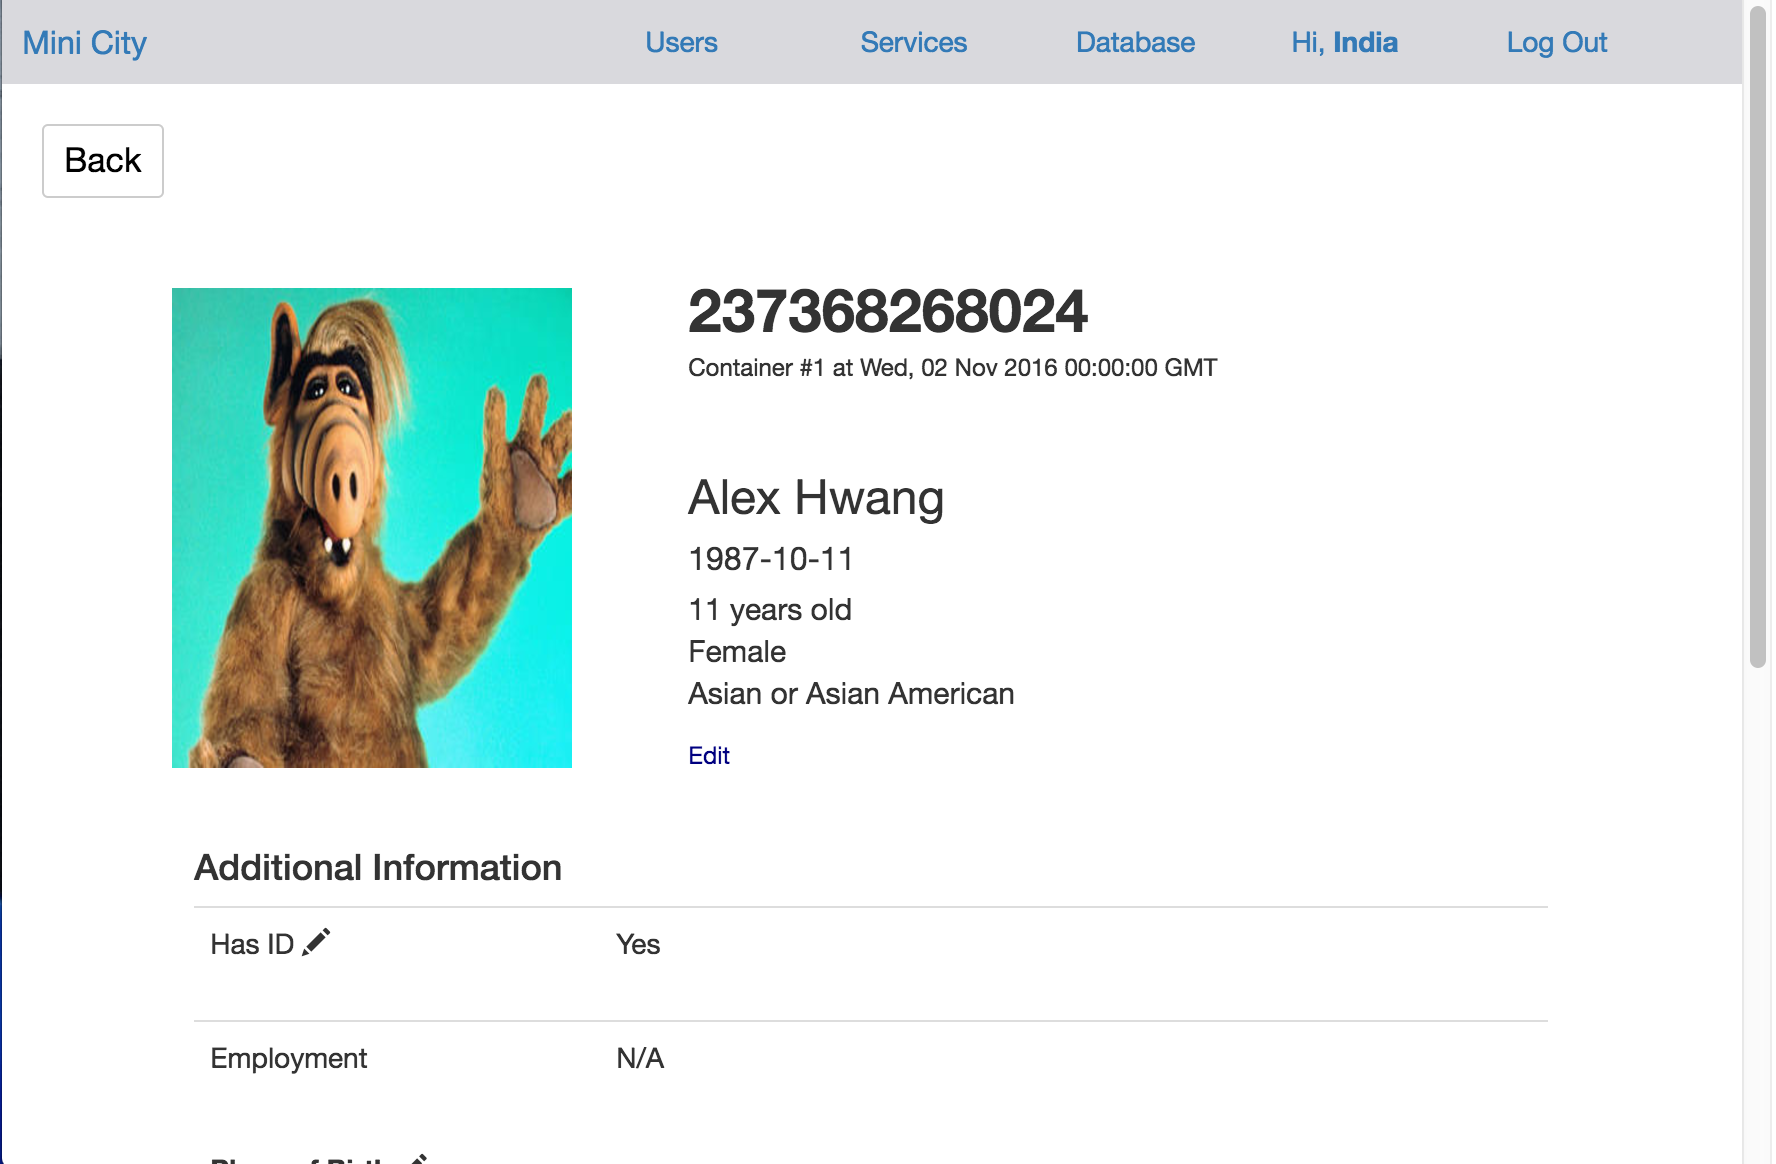 Mini City Users Services Database Hi, India Log Out
Back
237368268024
Container #1 at Wed, 02 Nov 2016 00:00:00 GMT
Alex Hwang
1987-10-11
11 years old
Female
Asian or Asian American
Edit
Additional Information
Has ID Yes
Employment N/A